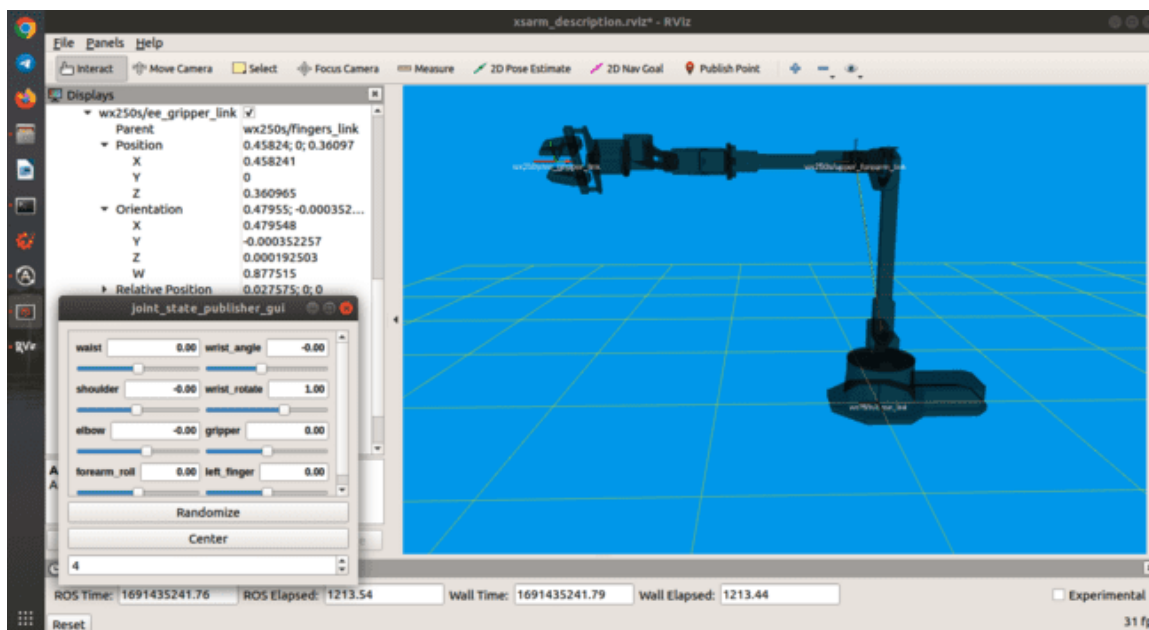 xsarm_description.rviz* - RViz
File Panels Help
Interact Move Camera Select Focus Camera Measure 2D Pose Estimate 2D Nav Goal Publish Point
Displays
wx250s/ee_gripper_link
Parent wx250s/fingers_link
Position 0.45824; 0; 0.36097
X 0.458241
Y 0
Z 0.360965
Orientation 0.47955; -0.000352...
X 0.479548
Y -0.000352257
Z 0.000192503
W 0.877515
Relative Position 0.027575; 0; 0
joint_state_publisher_gui
waist 0.00 wrist_angle -0.00
shoulder -0.00 wrist_rotate 1.00
elbow -0.00 gripper 0.00
forearm_roll 0.00 left_finger 0.00
Randomize
Center
4
wx250s/upper_forearm_link
RViz
ROS Time: 1691435241.76 ROS Elapsed: 1213.54 Wall Time: 1691435241.79 Wall Elapsed: 1213.44 Experimental
Reset 31